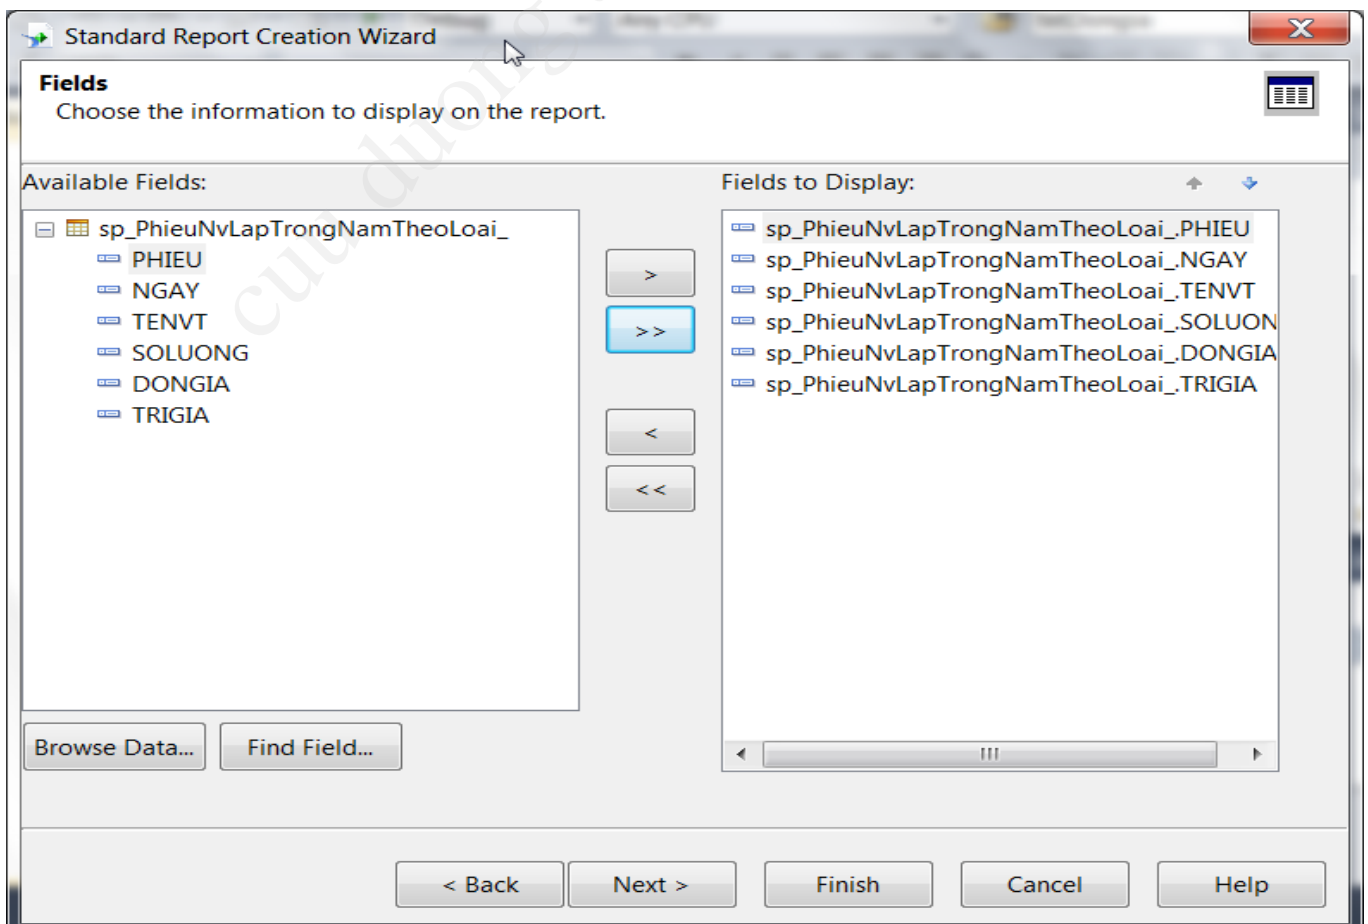 Standard Report Creation Wizard
Fields
Choose the information to display on the report.
Available Fields:
Fields to Display:
sp_PhieuNvLapTrongNamTheoLoai_
PHIEU
NGAY
TENVT
SOLUONG
DONGIA
TRIGIA
>
>>
<
<<
sp_PhieuNvLapTrongNamTheoLoai_.PHIEU
sp_PhieuNvLapTrongNamTheoLoai_.NGAY
sp_PhieuNvLapTrongNamTheoLoai_.TENVT
sp_PhieuNvLapTrongNamTheoLoai_.SOLUON
sp_PhieuNvLapTrongNamTheoLoai_.DONGIA
sp_PhieuNvLapTrongNamTheoLoai_.TRIGIA
Browse Data...
Find Field...
< Back
Next >
Finish
Cancel
Help
cuu duong